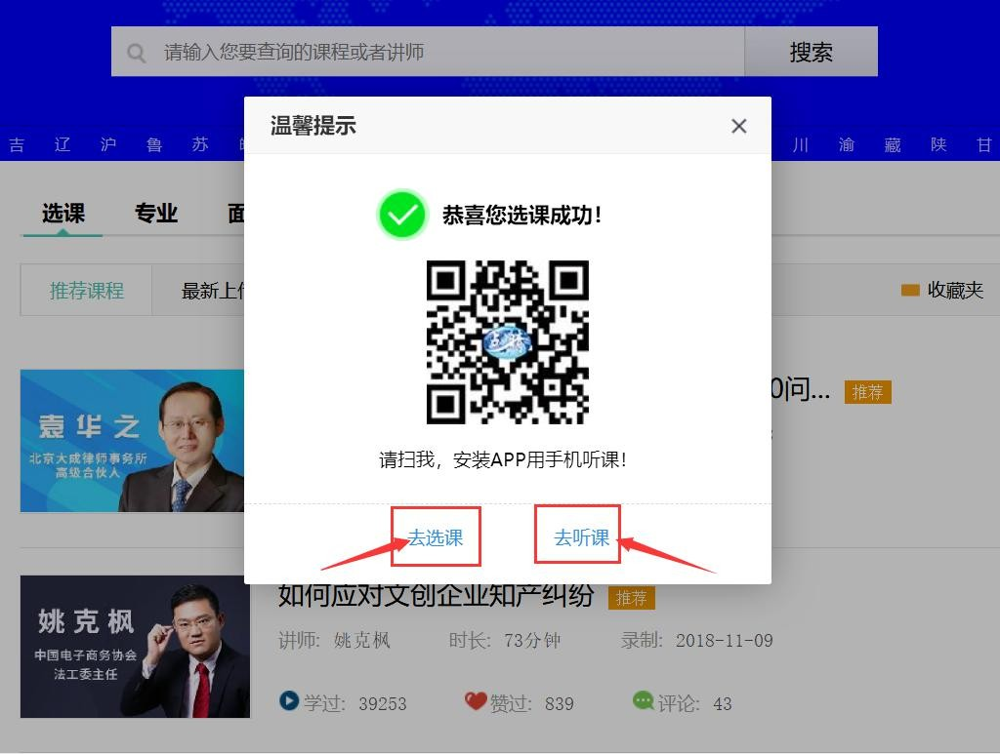 请输入您要查询的课程或者讲师
搜索
温馨提示
吉 辽 沪 鲁 苏
川 渝 藏 陕 甘
选课 专业 面
恭喜您选课成功！
推荐课程 最新上
收藏夹
0问... 推荐
袁华之
北京大成律师事务所
高级合伙人
请扫我，安装APP用手机听课！
去选课 去听课
如何应对文创企业知产纠纷 推荐
姚克枫
中国电子商务协会
法工委主任
讲师: 姚克枫 时长: 73分钟 录制: 2018-11-09
学过: 39253 赞过: 839 评论: 43